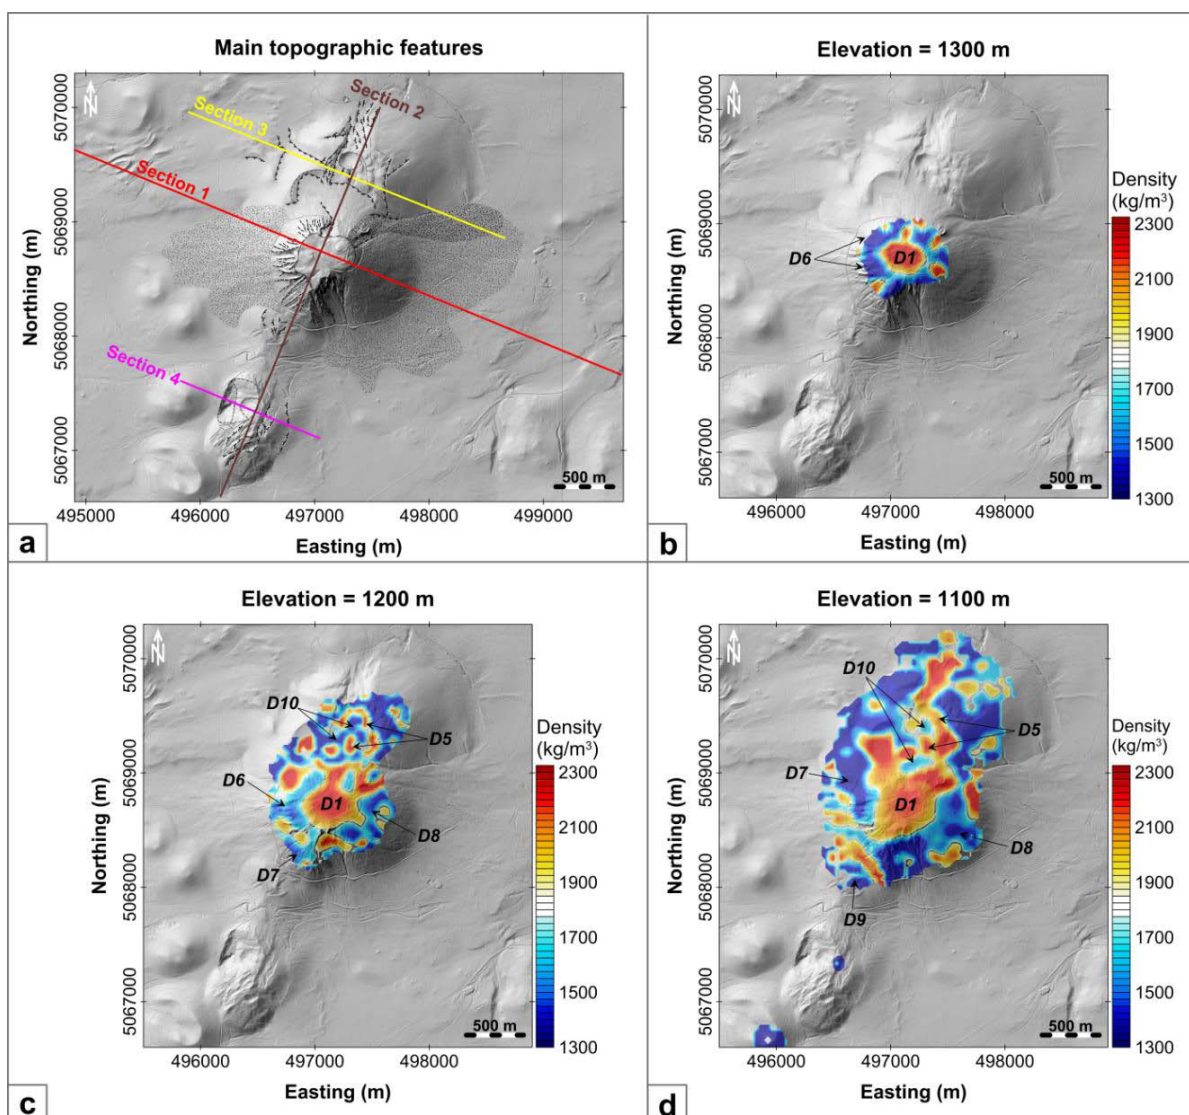 Main topographic features
N
Section 1
Section 2
Section 3
Section 4
5070000
5069000
5068000
5067000
Northing (m)
500 m
495000 496000 497000 498000 499000
Easting (m)
a
Elevation = 1300 m
N
5070000
5069000
5068000
5067000
Northing (m)
D6
D1
Density
(kg/m³)
2300
2100
1900
1700
1500
1300
500 m
496000 497000 498000
Easting (m)
b
Elevation = 1200 m
N
5070000
5069000
5068000
5067000
Northing (m)
D10
D5
D6
D1
D8
D7
Density
(kg/m³)
2300
2100
1900
1700
1500
1300
500 m
496000 497000 498000
Easting (m)
c
Elevation = 1100 m
N
5070000
5069000
5068000
5067000
Northing (m)
D10
D5
D7
D1
D8
D9
Density
(kg/m³)
2300
2100
1900
1700
1500
1300
500 m
496000 497000 498000
Easting (m)
d